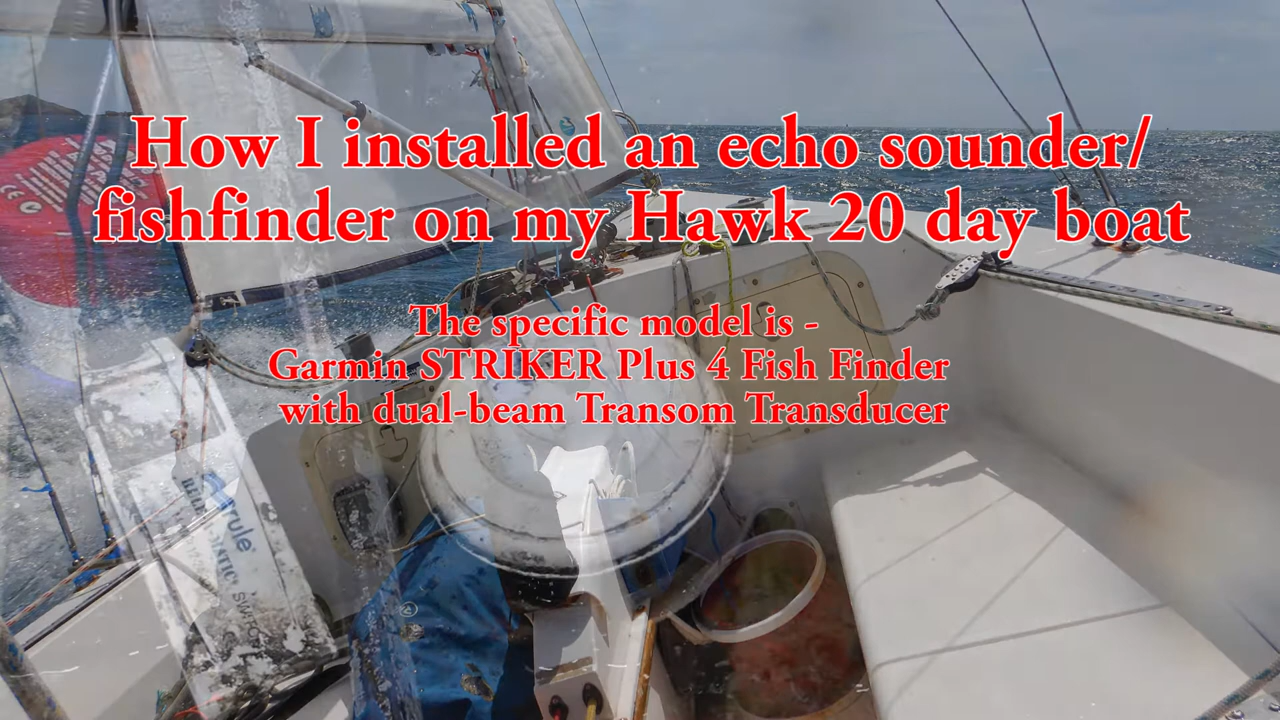 How I installed an echo sounder/
fishfinder on my Hawk 20 day boat
The specific model is -
Garmin STRIKER Plus 4 Fish Finder
with dual-beam Transom Transducer
rule